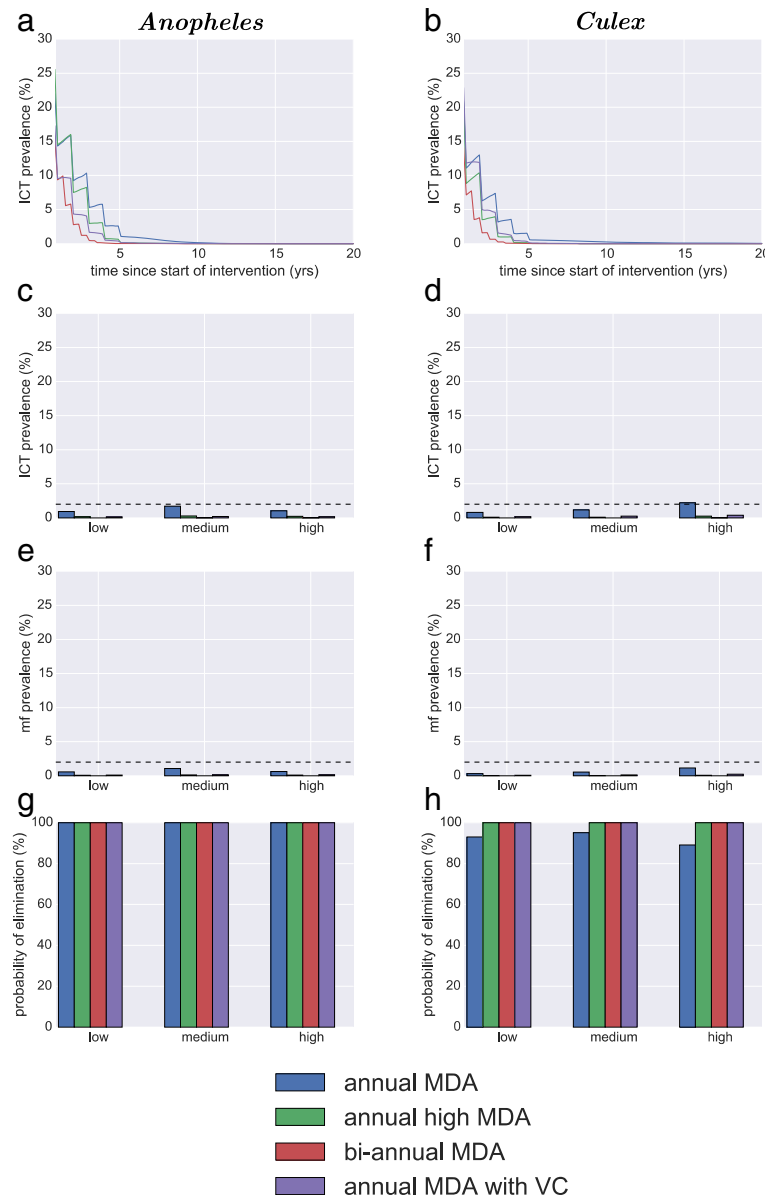 a
Anopheles
b
Culex
30
25
20
15
10
5
0
ICT prevalence (%)
5
10
15
20
time since start of intervention (yrs)
30
25
20
15
10
5
0
ICT prevalence (%)
5
10
15
20
time since start of intervention (yrs)
c
30
25
20
15
10
5
0
ICT prevalence (%)
low
medium
high
d
30
25
20
15
10
5
0
ICT prevalence (%)
low
medium
high
e
30
25
20
15
10
5
0
mf prevalence (%)
low
medium
high
f
30
25
20
15
10
5
0
mf prevalence (%)
low
medium
high
g
100
80
60
40
20
0
probability of elimination (%)
low
medium
high
h
100
80
60
40
20
0
probability of elimination (%)
low
medium
high
annual MDA
annual high MDA
bi-annual MDA
annual MDA with VC